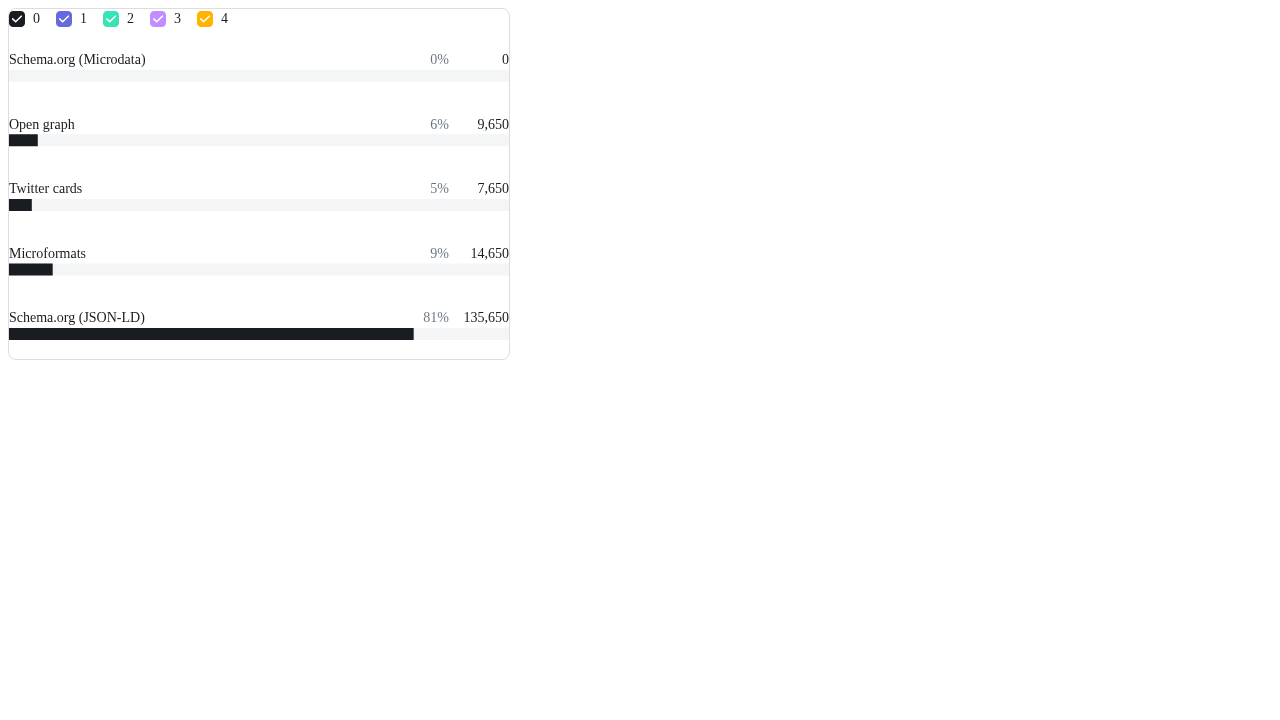 0 1 2 3 4
Schema.org (Microdata) 0% 0
Open graph 6% 9,650
Twitter cards 5% 7,650
Microformats 9% 14,650
Schema.org (JSON-LD) 81% 135,650